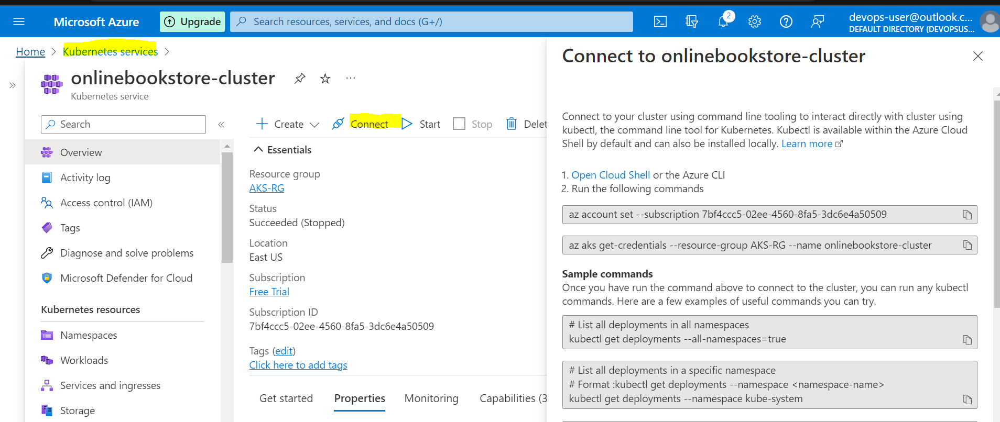 Microsoft Azure
Upgrade
Search resources, services, and docs (G+/)
2
devops-user@outlook.c...
DEFAULT DIRECTORY (DEVOPSUS...
Home > Kubernetes services >
onlinebookstore-cluster
Kubernetes service
Search
Overview
Activity log
Access control (IAM)
Tags
Diagnose and solve problems
Microsoft Defender for Cloud
Kubernetes resources
Namespaces
Workloads
Services and ingresses
Storage
Create
Connect
Start
Stop
Delet
Essentials
Resource group
AKS-RG
Status
Succeeded (Stopped)
Location
East US
Subscription
Free Trial
Subscription ID
7bf4ccc5-02ee-4560-8fa5-3dc6e4a50509
Tags (edit)
Click here to add tags
Get started
Properties
Monitoring
Capabilities (3
Connect to onlinebookstore-cluster
Connect to your cluster using command line tooling to interact directly with cluster using
kubectl, the command line tool for Kubernetes. Kubectl is available within the Azure Cloud
Shell by default and can also be installed locally. Learn more
1. Open Cloud Shell or the Azure CLI
2. Run the following commands
az account set --subscription 7bf4ccc5-02ee-4560-8fa5-3dc6e4a50509
az aks get-credentials --resource-group AKS-RG --name onlinebookstore-cluster
Sample commands
Once you have run the command above to connect to the cluster, you can run any kubectl
commands. Here are a few examples of useful commands you can try.
# List all deployments in all namespaces
kubectl get deployments --all-namespaces=true
# List all deployments in a specific namespace
# Format :kubectl get deployments --namespace <namespace-name>
kubectl get deployments --namespace kube-system